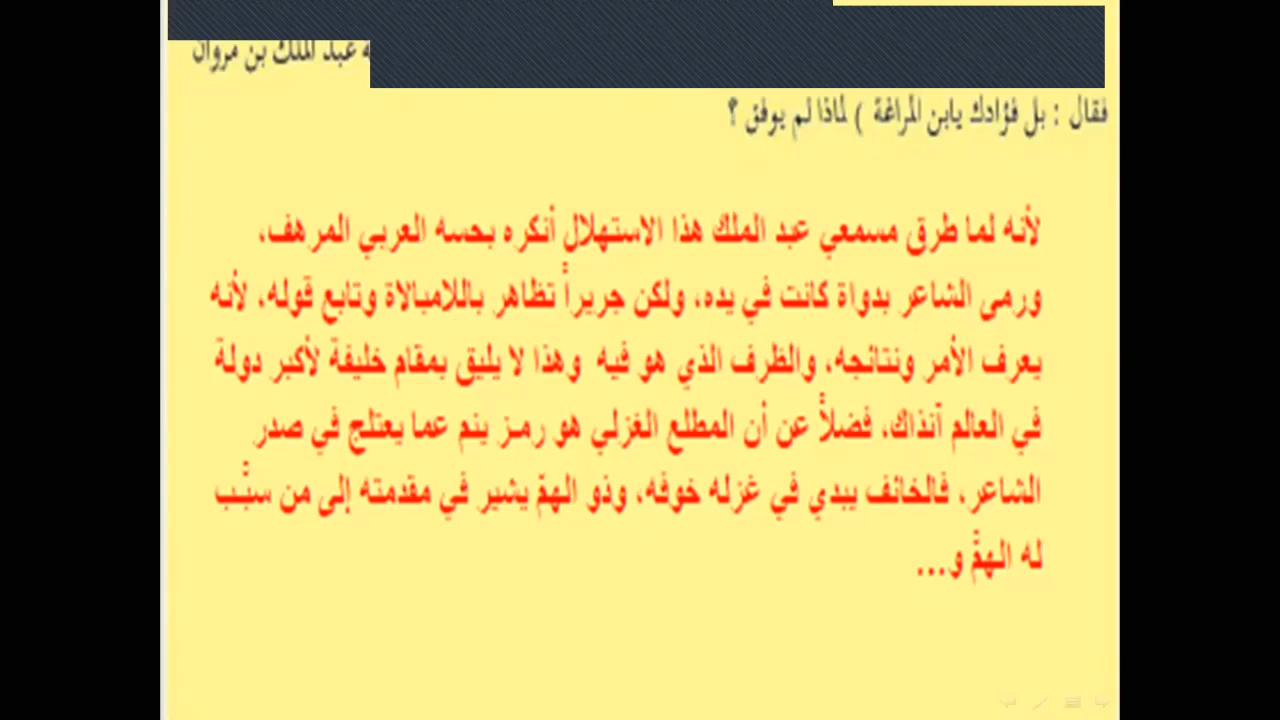 عبد الملك بن مروان
فقال : بل فؤادك يابن المراغة ) لماذا لم يوفق ؟
لأنه لما طرق مسمعي عبد الملك هذا الاستهلال أنكره بحسه العربي المرهف،
ورمى الشاعر بدواة كانت في يده، ولكن جريراً تظاهر باللامبالاة وتابع قوله، لأنه
يعرف الأمر ونتائجه، والظرف الذي هو فيه وهذا لا يليق بمقام خليفة لأكبر دولة
في العالم آنذاك، فضلاً عن أن المطلع الغزلي هو رمز ينم عما يعتلج في صدر
الشاعر، فالخائف يبدي في غزله خوفه، وذو الهمّ يشير في مقدمته إلى من سبّب
له الهمَّ و...